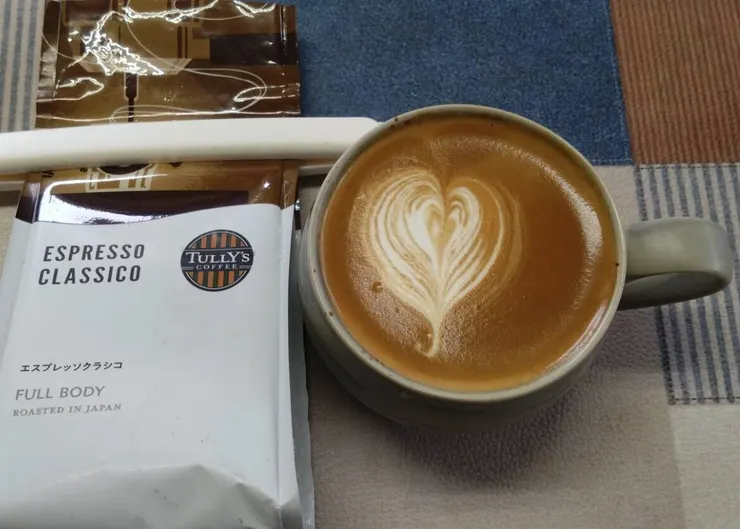 ESPRESSO
CLASSICO
TULLY'S
COFFEE
エスプレッソクラシコ
FULL BODY
ROASTED IN JAPAN